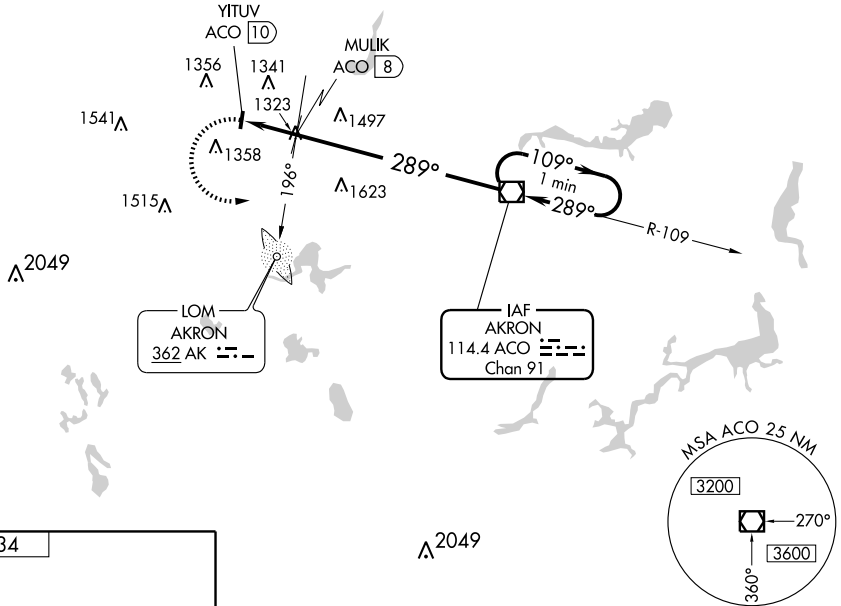 YITUV
ACO 10
MULIK
ACO 8
1356
1341
1323
1497
1541
1358
289°
109°
1 min
289°
1515
196°
1623
R-109
2049
LOM
AKRON
362 AK
IAF
AKRON
114.4 ACO
Chan 91
MSA ACO 25 NM
3200
270°
3600
360°
34
2049